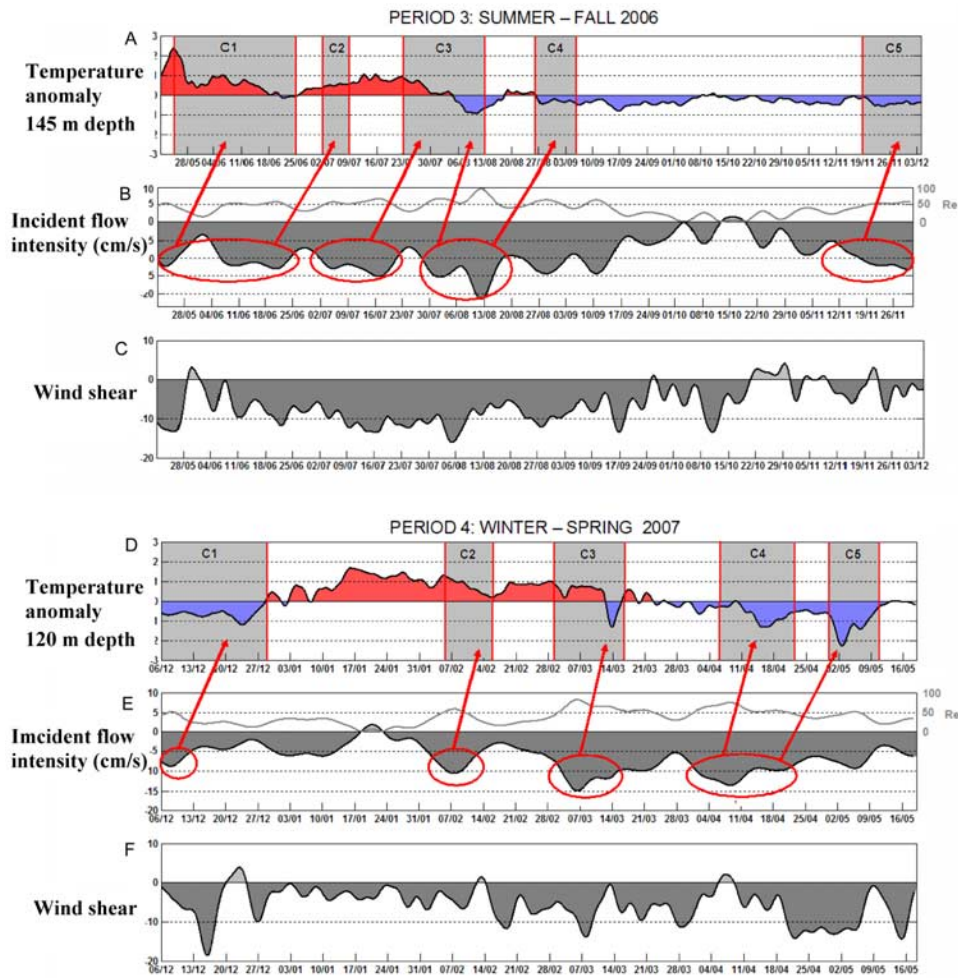 PERIOD 3: SUMMER – FALL 2006
A
Temperature
anomaly
145 m depth
C1 C2 C3 C4 C5
3
2
1
0
1
2
3
28/05 04/06 11/06 18/06 25/06 02/07 09/07 16/07 23/07 30/07 06/08 13/08 20/08 27/08 03/09 10/09 17/09 24/09 01/10 08/10 15/10 22/10 29/10 05/11 12/11 19/11 26/11 03/12
B
Incident flow
intensity (cm/s)
10
5
0
5
0
5
-20
100
50
0
Re
28/05 04/06 11/06 18/06 25/06 02/07 09/07 16/07 23/07 30/07 06/08 13/08 20/08 27/08 03/09 10/09 17/09 24/09 01/10 08/10 15/10 22/10 29/10 05/11 12/11 19/11 26/11
C
Wind shear
10
0
-10
-20
28/05 04/06 11/06 18/06 25/06 02/07 09/07 16/07 23/07 30/07 06/08 13/08 20/08 27/08 03/09 10/09 17/09 24/09 01/10 08/10 15/10 22/10 29/10 05/11 12/11 19/11 26/11 03/12
PERIOD 4: WINTER – SPRING 2007
D
Temperature
anomaly
120 m depth
C1 C2 C3 C4 C5
3
2
1
0
1
2
3
06/12 13/12 20/12 27/12 03/01 10/01 17/01 24/01 31/01 07/02 14/02 21/02 28/02 07/03 14/03 21/03 28/03 04/04 11/04 18/04 24/04 02/05 09/05 16/05
E
Imcident flow
intensity (cm/s)
10
5
0
-5
-10
-15
-20
100
50
0
Re
06/12 13/12 20/12 27/12 03/01 10/01 17/01 24/01 31/01 07/02 14/02 21/02 28/02 07/03 14/03 21/03 28/03 04/04 11/04 18/04 25/04 02/05 09/05 16/05
F
Wind shear
10
0
-10
-20
06/12 13/12 20/12 27/12 03/01 10/01 17/01 24/01 31/01 07/02 14/02 21/02 28/02 07/03 14/03 21/03 28/03 04/04 11/04 18/04 25/04 02/05 09/05 16/05